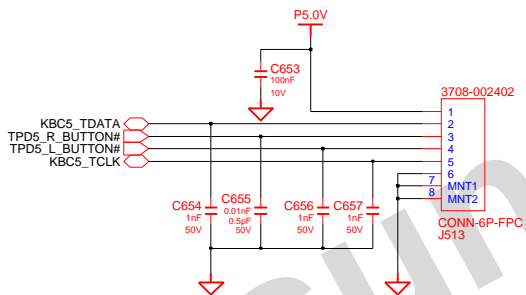 P5.0V
C653
100nF
10V
3708-002402
KBC5_TDATA
TPD5_R_BUTTON#
TPD5_L_BUTTON#
KBC5_TCLK
1
2
3
4
5
6
7 MNT1
8 MNT2
C654
1nF
50V
C655
0.01nF
0.5pF
50V
C656
1nF
50V
C657
1nF
50V
CONN-6P-FPC
J513